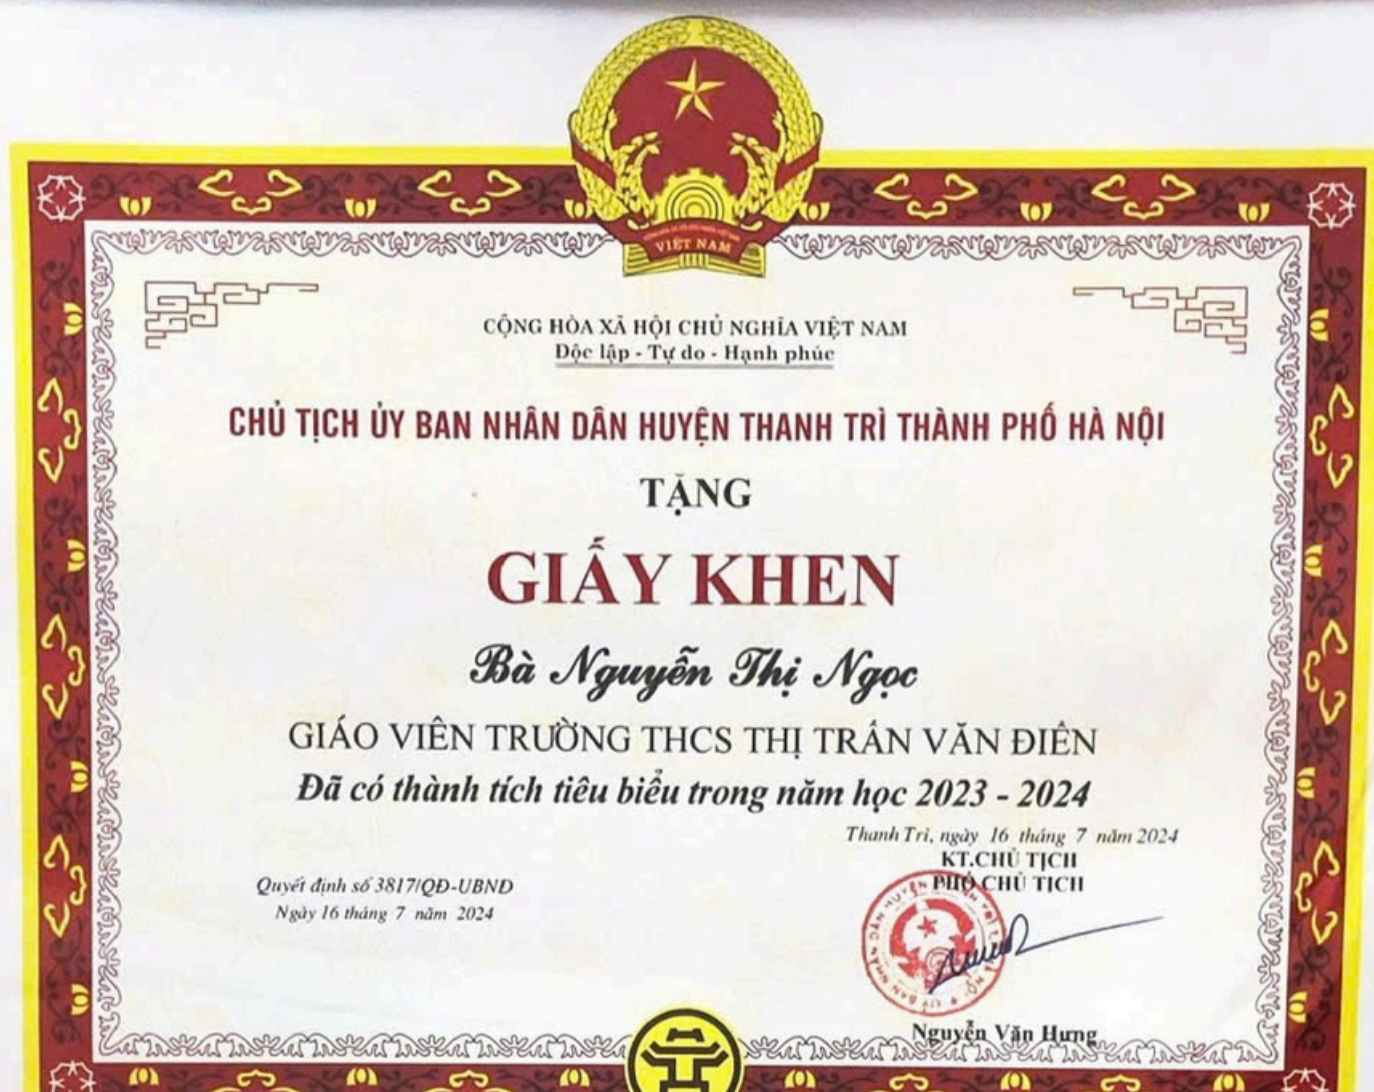 VIỆT NAM
CỘNG HÒA XÃ HỘI CHỦ NGHĨA VIỆT NAM
Độc lập - Tự do - Hạnh phúc
CHỦ TỊCH ỦY BAN NHÂN DÂN HUYỆN THANH TRÌ THÀNH PHỐ HÀ NỘI
TẶNG
GIẤY KHEN
Bà Nguyễn Thị Ngọc
GIÁO VIÊN TRƯỜNG THCS THỊ TRẤN VĂN ĐIỂN
Đã có thành tích tiêu biểu trong năm học 2023 - 2024
Thanh Trì, ngày 16 tháng 7 năm 2024
KT.CHỦ TỊCH
PHÓ CHỦ TỊCH
Quyết định số 3817/QĐ-UBND
Ngày 16 tháng 7 năm 2024
Nguyễn Văn Hưng